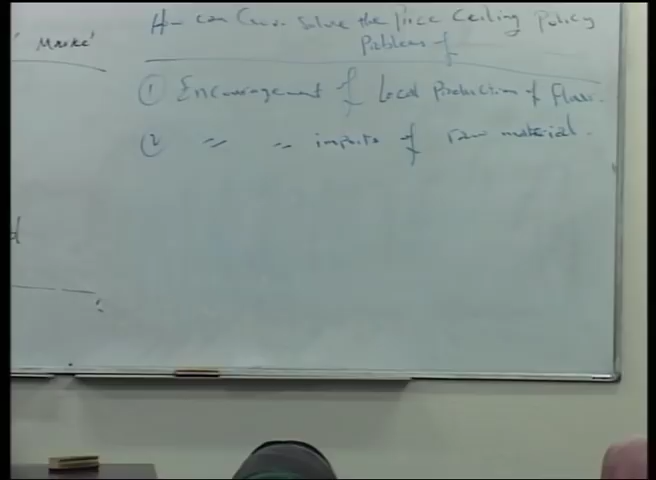 Market
How can Govt. solve the Price Ceiling Policy
Problem of
① Encouragement of Local Production of flour.
② " " imports of raw material.
d